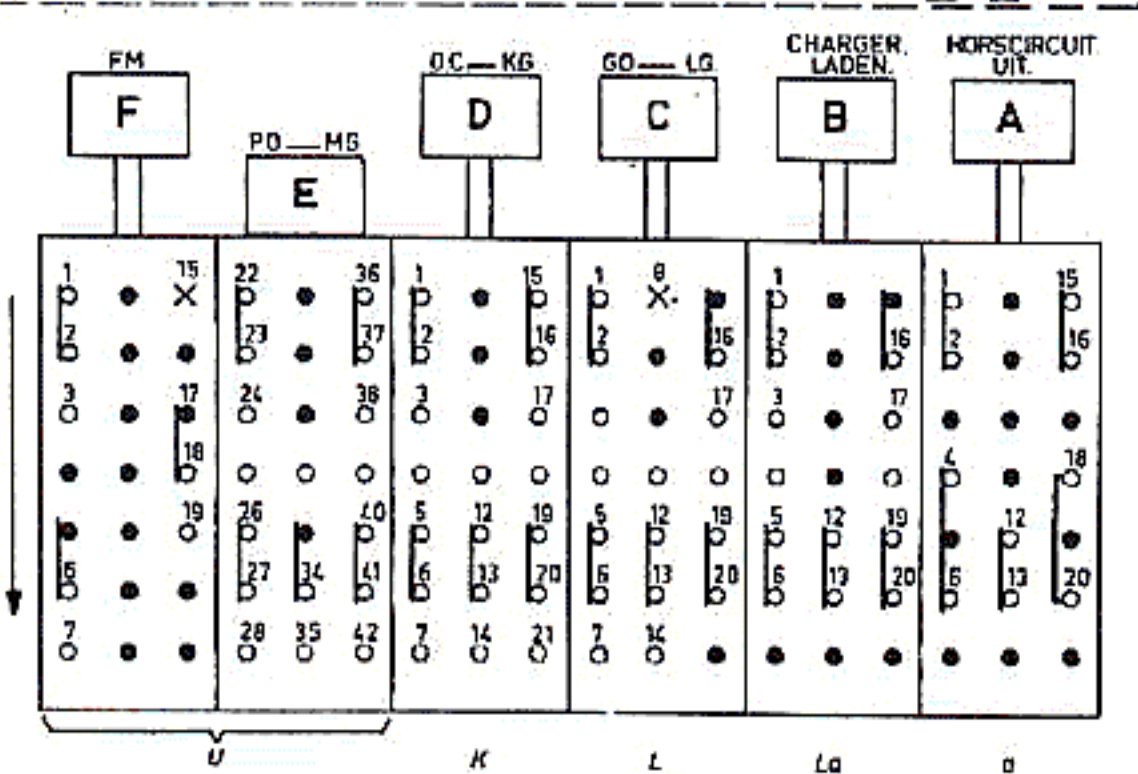 FM
OC — KG
GO — LG
CHARGER.
LADEN.
HORSCIRCUIT
UIT.
F
D
C
B
A
PO — MG
E
1 15 22 36 1 15 1 8 1 1 15
2 23 37 2 16 2 16 2 16 2 16
3 17 24 38 3 17 17 3 17
18 4 18
19 26 40 5 12 19 5 12 19 5 12 19 12
6 27 34 41 6 13 20 6 13 20 6 13 20 6 13 20
7 28 35 42 7 14 21 7 14
U K L La a